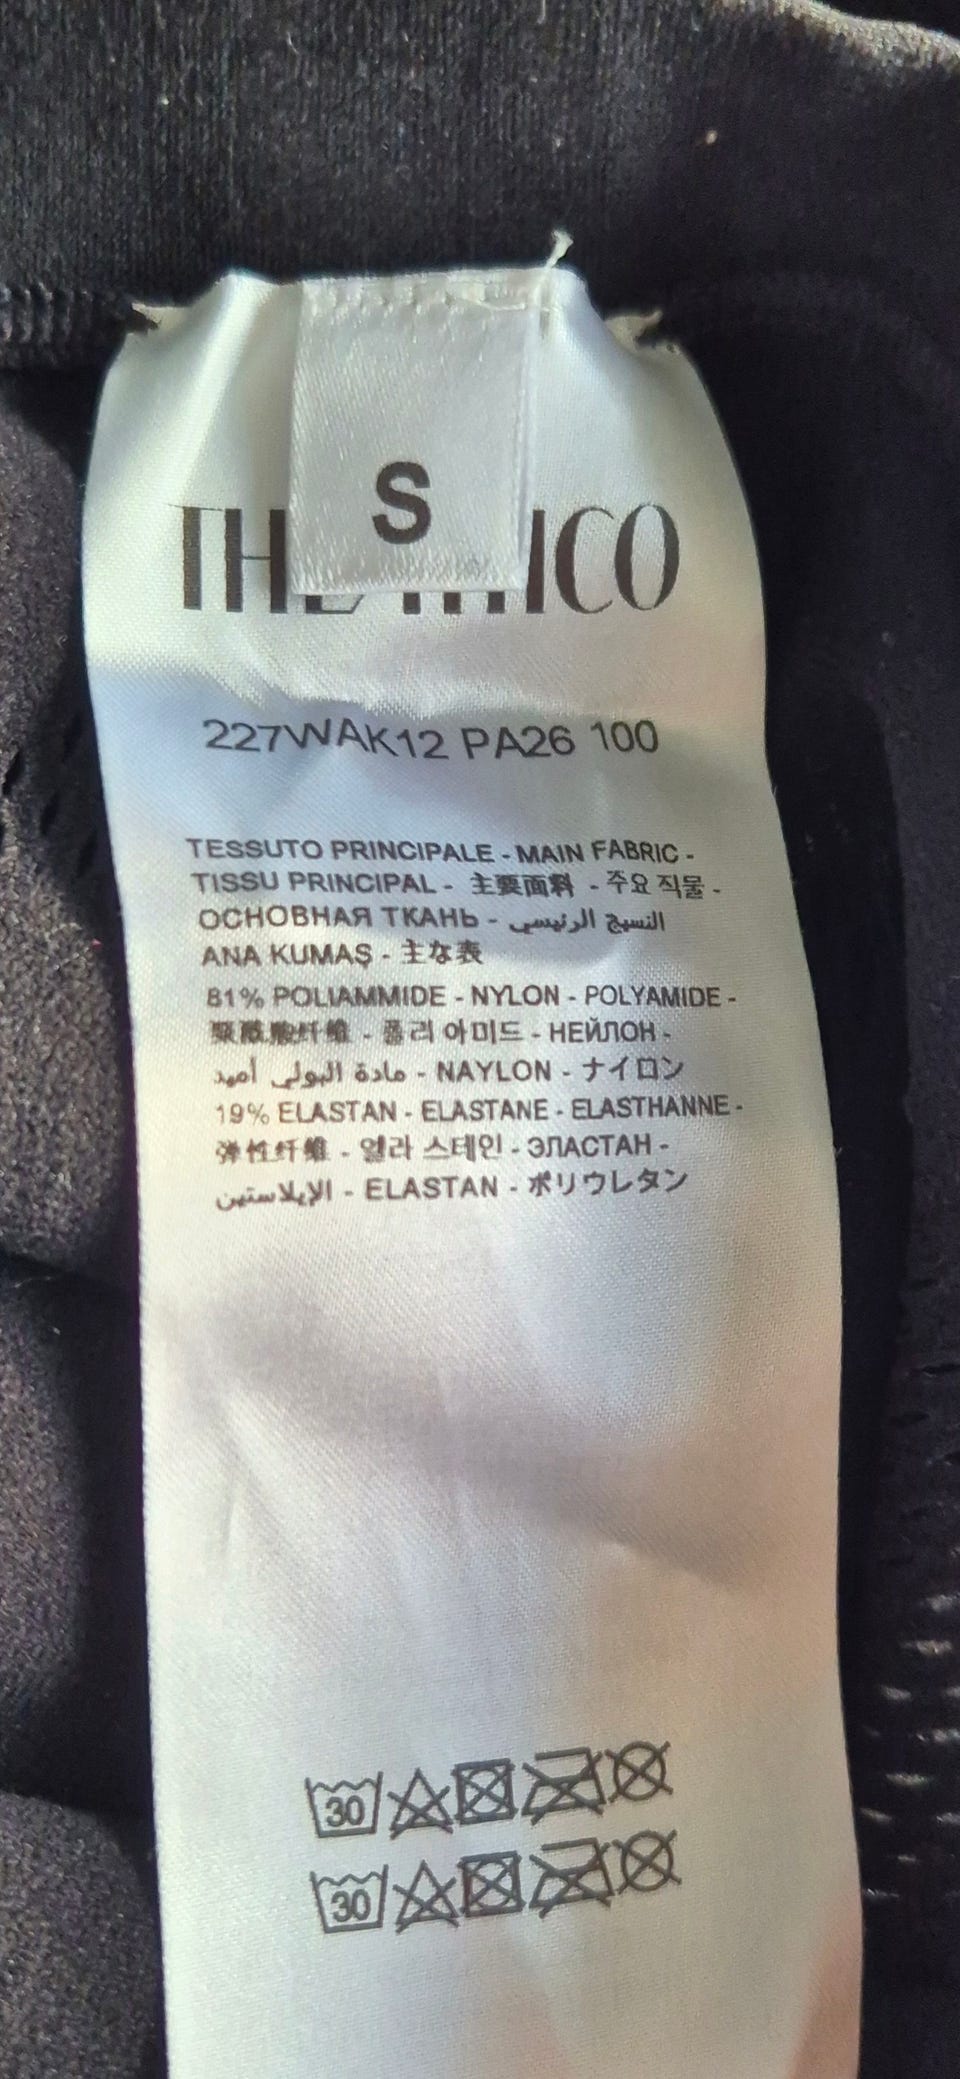 S
THE ATTICO
227WAK12 PA26 100
TESSUTO PRINCIPALE - MAIN FABRIC -
TISSU PRINCIPAL - 主要面料 - 주요 직물 -
ОСНОВНАЯ ТКАНЬ - النسيج الرئيسي
ANA KUMAŞ - 主な表
81% POLIAMMIDE - NYLON - POLYAMIDE -
聚酰胺纤维 - 폴리 아미드 - НЕЙЛОН -
مادة البولي أميد - NAYLON - ナイロン
19% ELASTAN - ELASTANE - ELASTHANNE -
弹性纤维 - 엘라 스테인 - ЭЛАСТАН -
الإيلاستين - ELASTAN - ポリウレタン
30
30